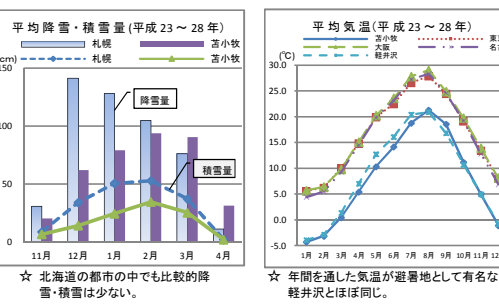 平均降雪・積雪量(平成23～28年)
札幌
苫小牧
札幌
苫小牧
cm)
150
100
50
0
降雪量
積雪量
11月 12月 1月 2月 3月 4月
☆ 北海道の都市の中でも比較的降
雪・積雪は少ない。
平均気温(平成23～28年)
苫小牧
大阪
軽井沢
(℃)
30.0
25.0
20.0
15.0
10.0
5.0
0.0
-5.0
1月 2月 3月 4月 5月 6月 7月 8月 9月 10月 11月 12月
☆ 年間を通した気温が避暑地として有名な
軽井沢とほぼ同じ。